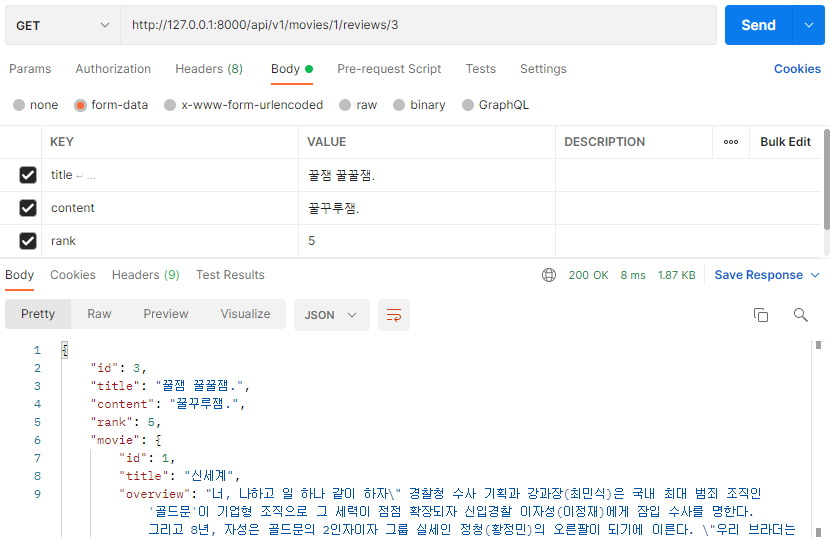 GET http://127.0.0.1:8000/api/v1/movies/1/reviews/3 Send
Params Authorization Headers (8) Body Pre-request Script Tests Settings Cookies
none form-data x-www-form-urlencoded raw binary GraphQL
KEY VALUE DESCRIPTION ooo Bulk Edit
title ↵ ... 꿀잼 꿀꿀잼.
content 꿀꾸루잼.
rank 5
Body Cookies Headers (9) Test Results 200 OK 8 ms 1.87 KB Save Response
Pretty Raw Preview Visualize JSON
1 {
2 "id": 3,
3 "title": "꿀잼 꿀꿀잼.",
4 "content": "꿀꾸루잼.",
5 "rank": 5,
6 "movie": {
7 "id": 1,
8 "title": "신세계",
9 "overview": "너, 나하고 일 하나 같이 하자\" 경찰청 수사 기획과 강과장(최민식)은 국내 최대 범죄 조직인
'골드문'이 기업형 조직으로 그 세력이 점점 확장되자 신입경찰 이자성(이정재)에게 잠입 수사를 명한다.
그리고 8년, 자성은 골드문의 2인자이자 그룹 실세인 정청(황정민)의 오른팔이 되기에 이른다. \"우리 브라더는